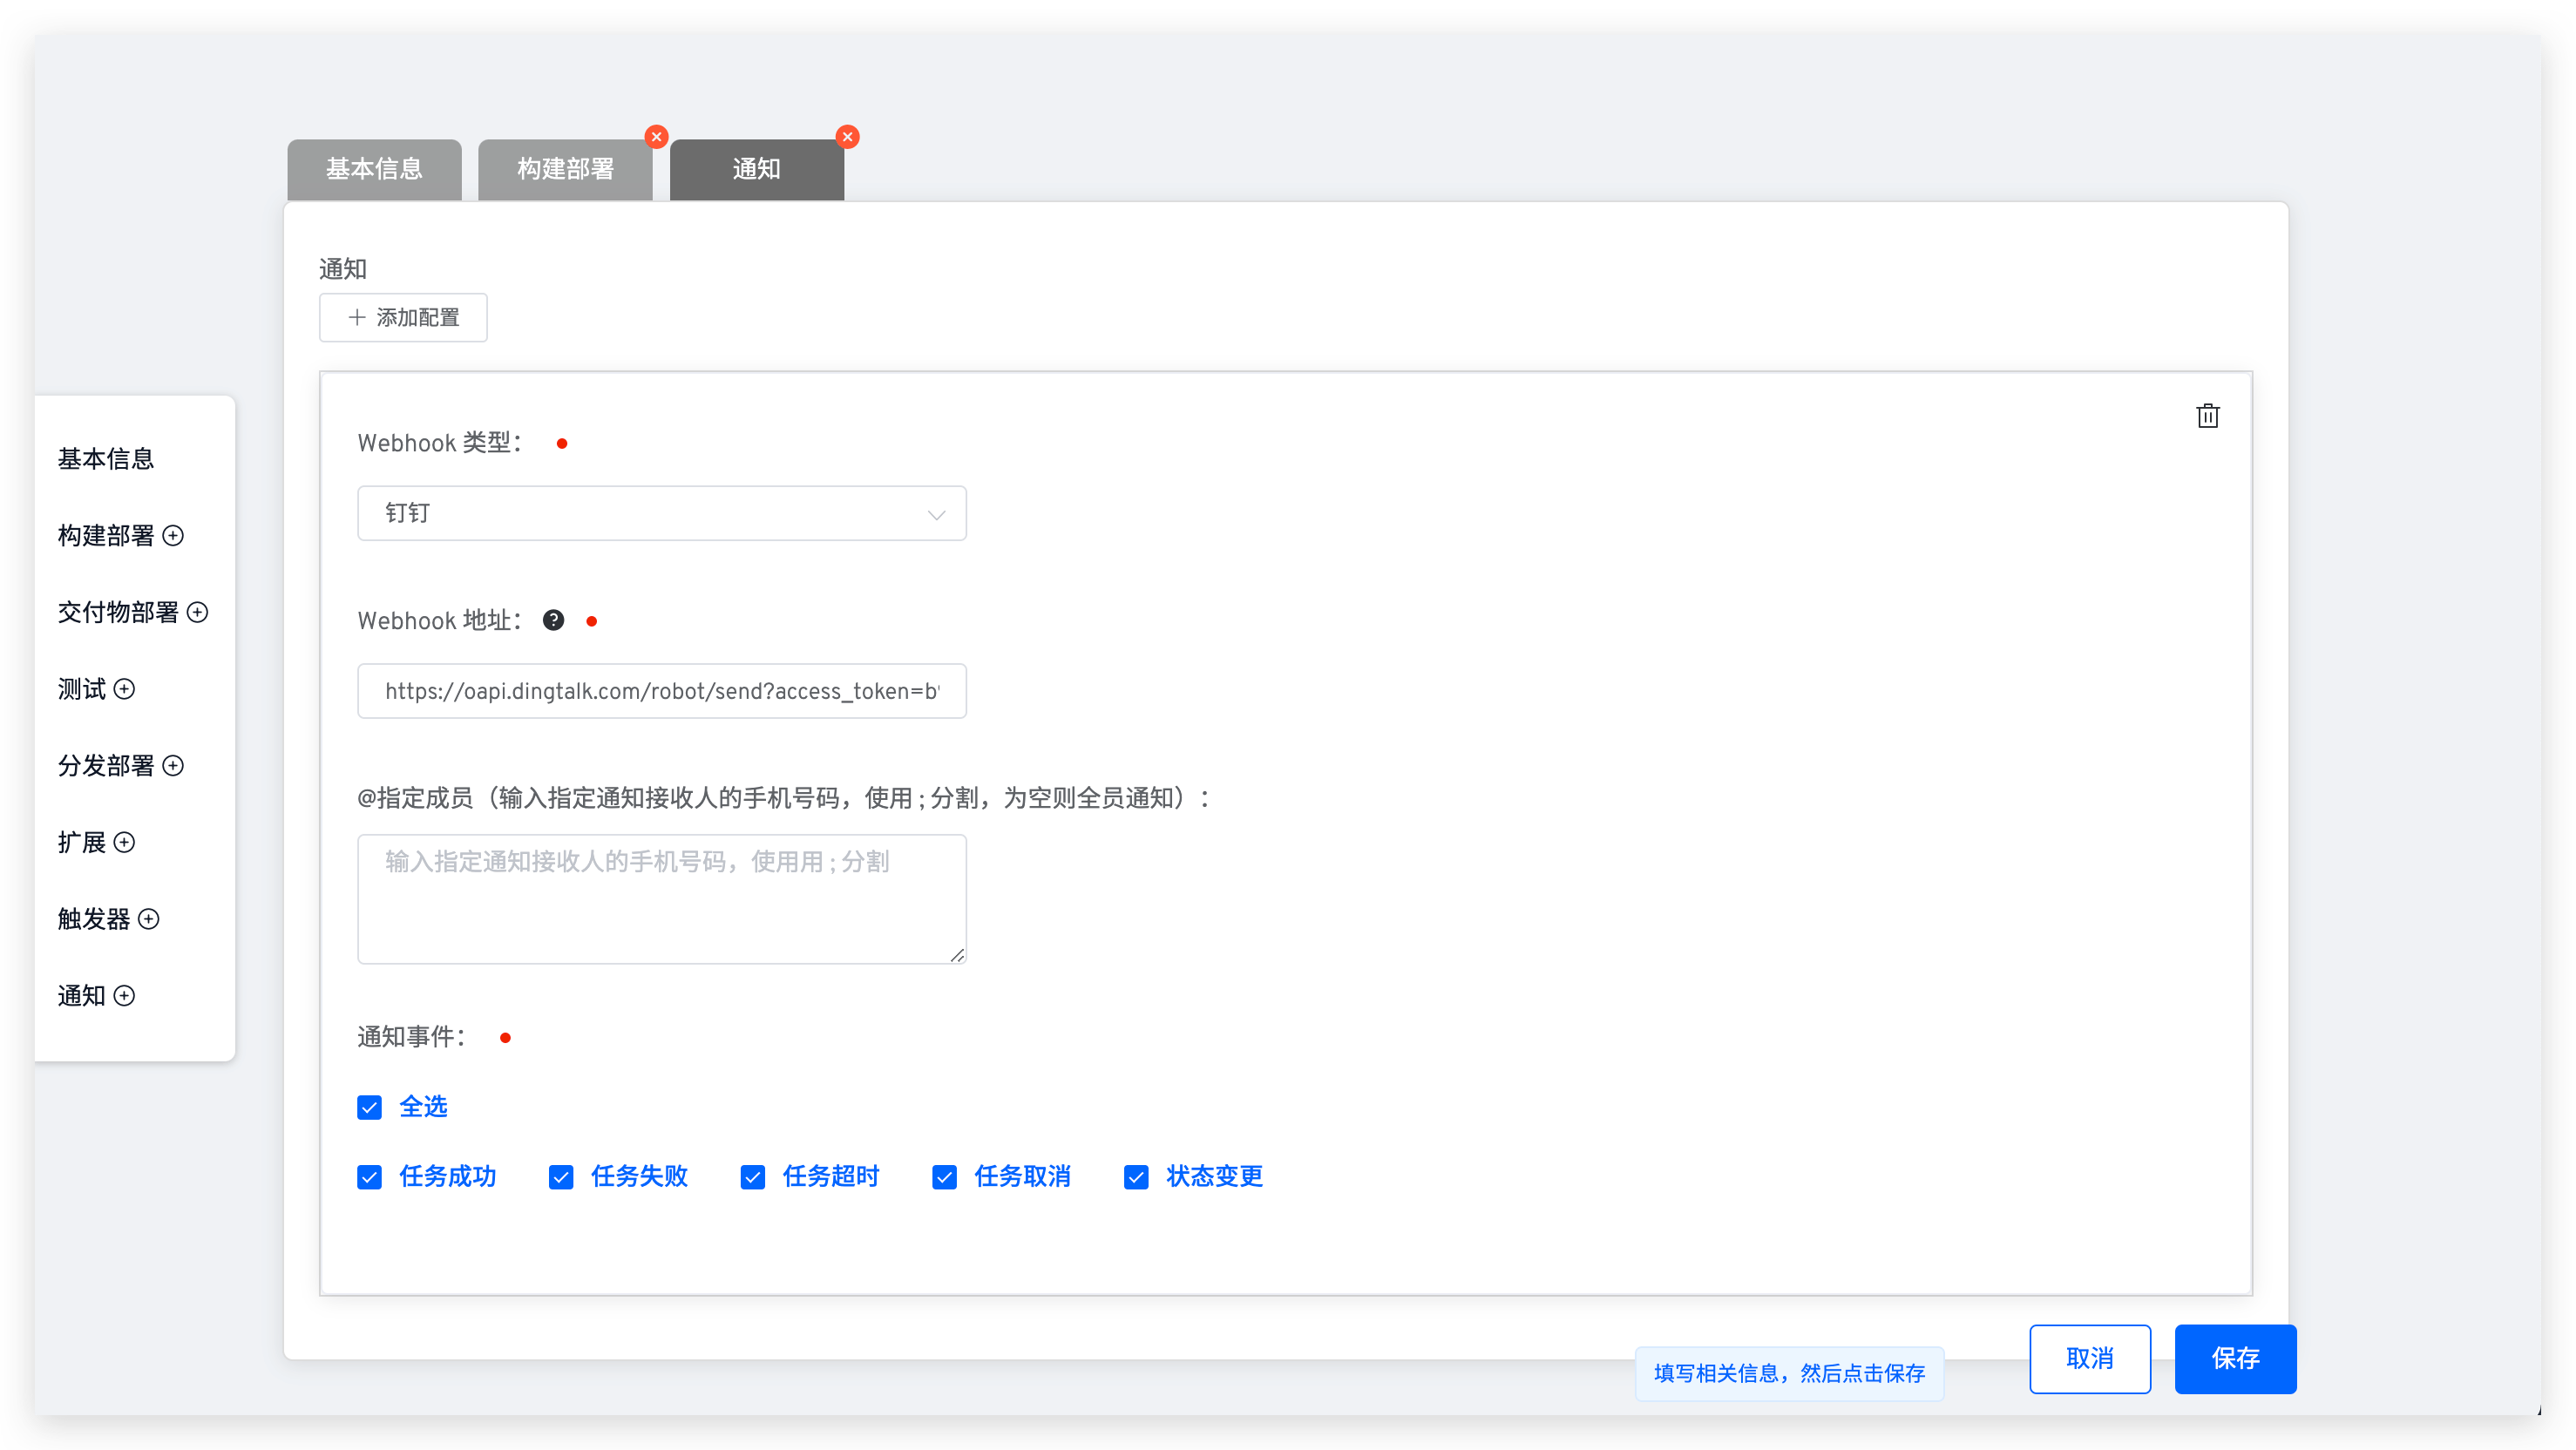 基本信息
构建部署
通知
通知
添加配置
基本信息
构建部署
交付物部署
测试
分发部署
扩展
触发器
通知
Webhook 类型：
钉钉
Webhook 地址：
https://oapi.dingtalk.com/robot/send?access_token=b
@指定成员（输入指定通知接收人的手机号码，使用 ; 分割，为空则全员通知）：
输入指定通知接收人的手机号码，使用用 ; 分割
通知事件：
全选
任务成功 任务失败 任务超时 任务取消 状态变更
填写相关信息，然后点击保存
取消
保存